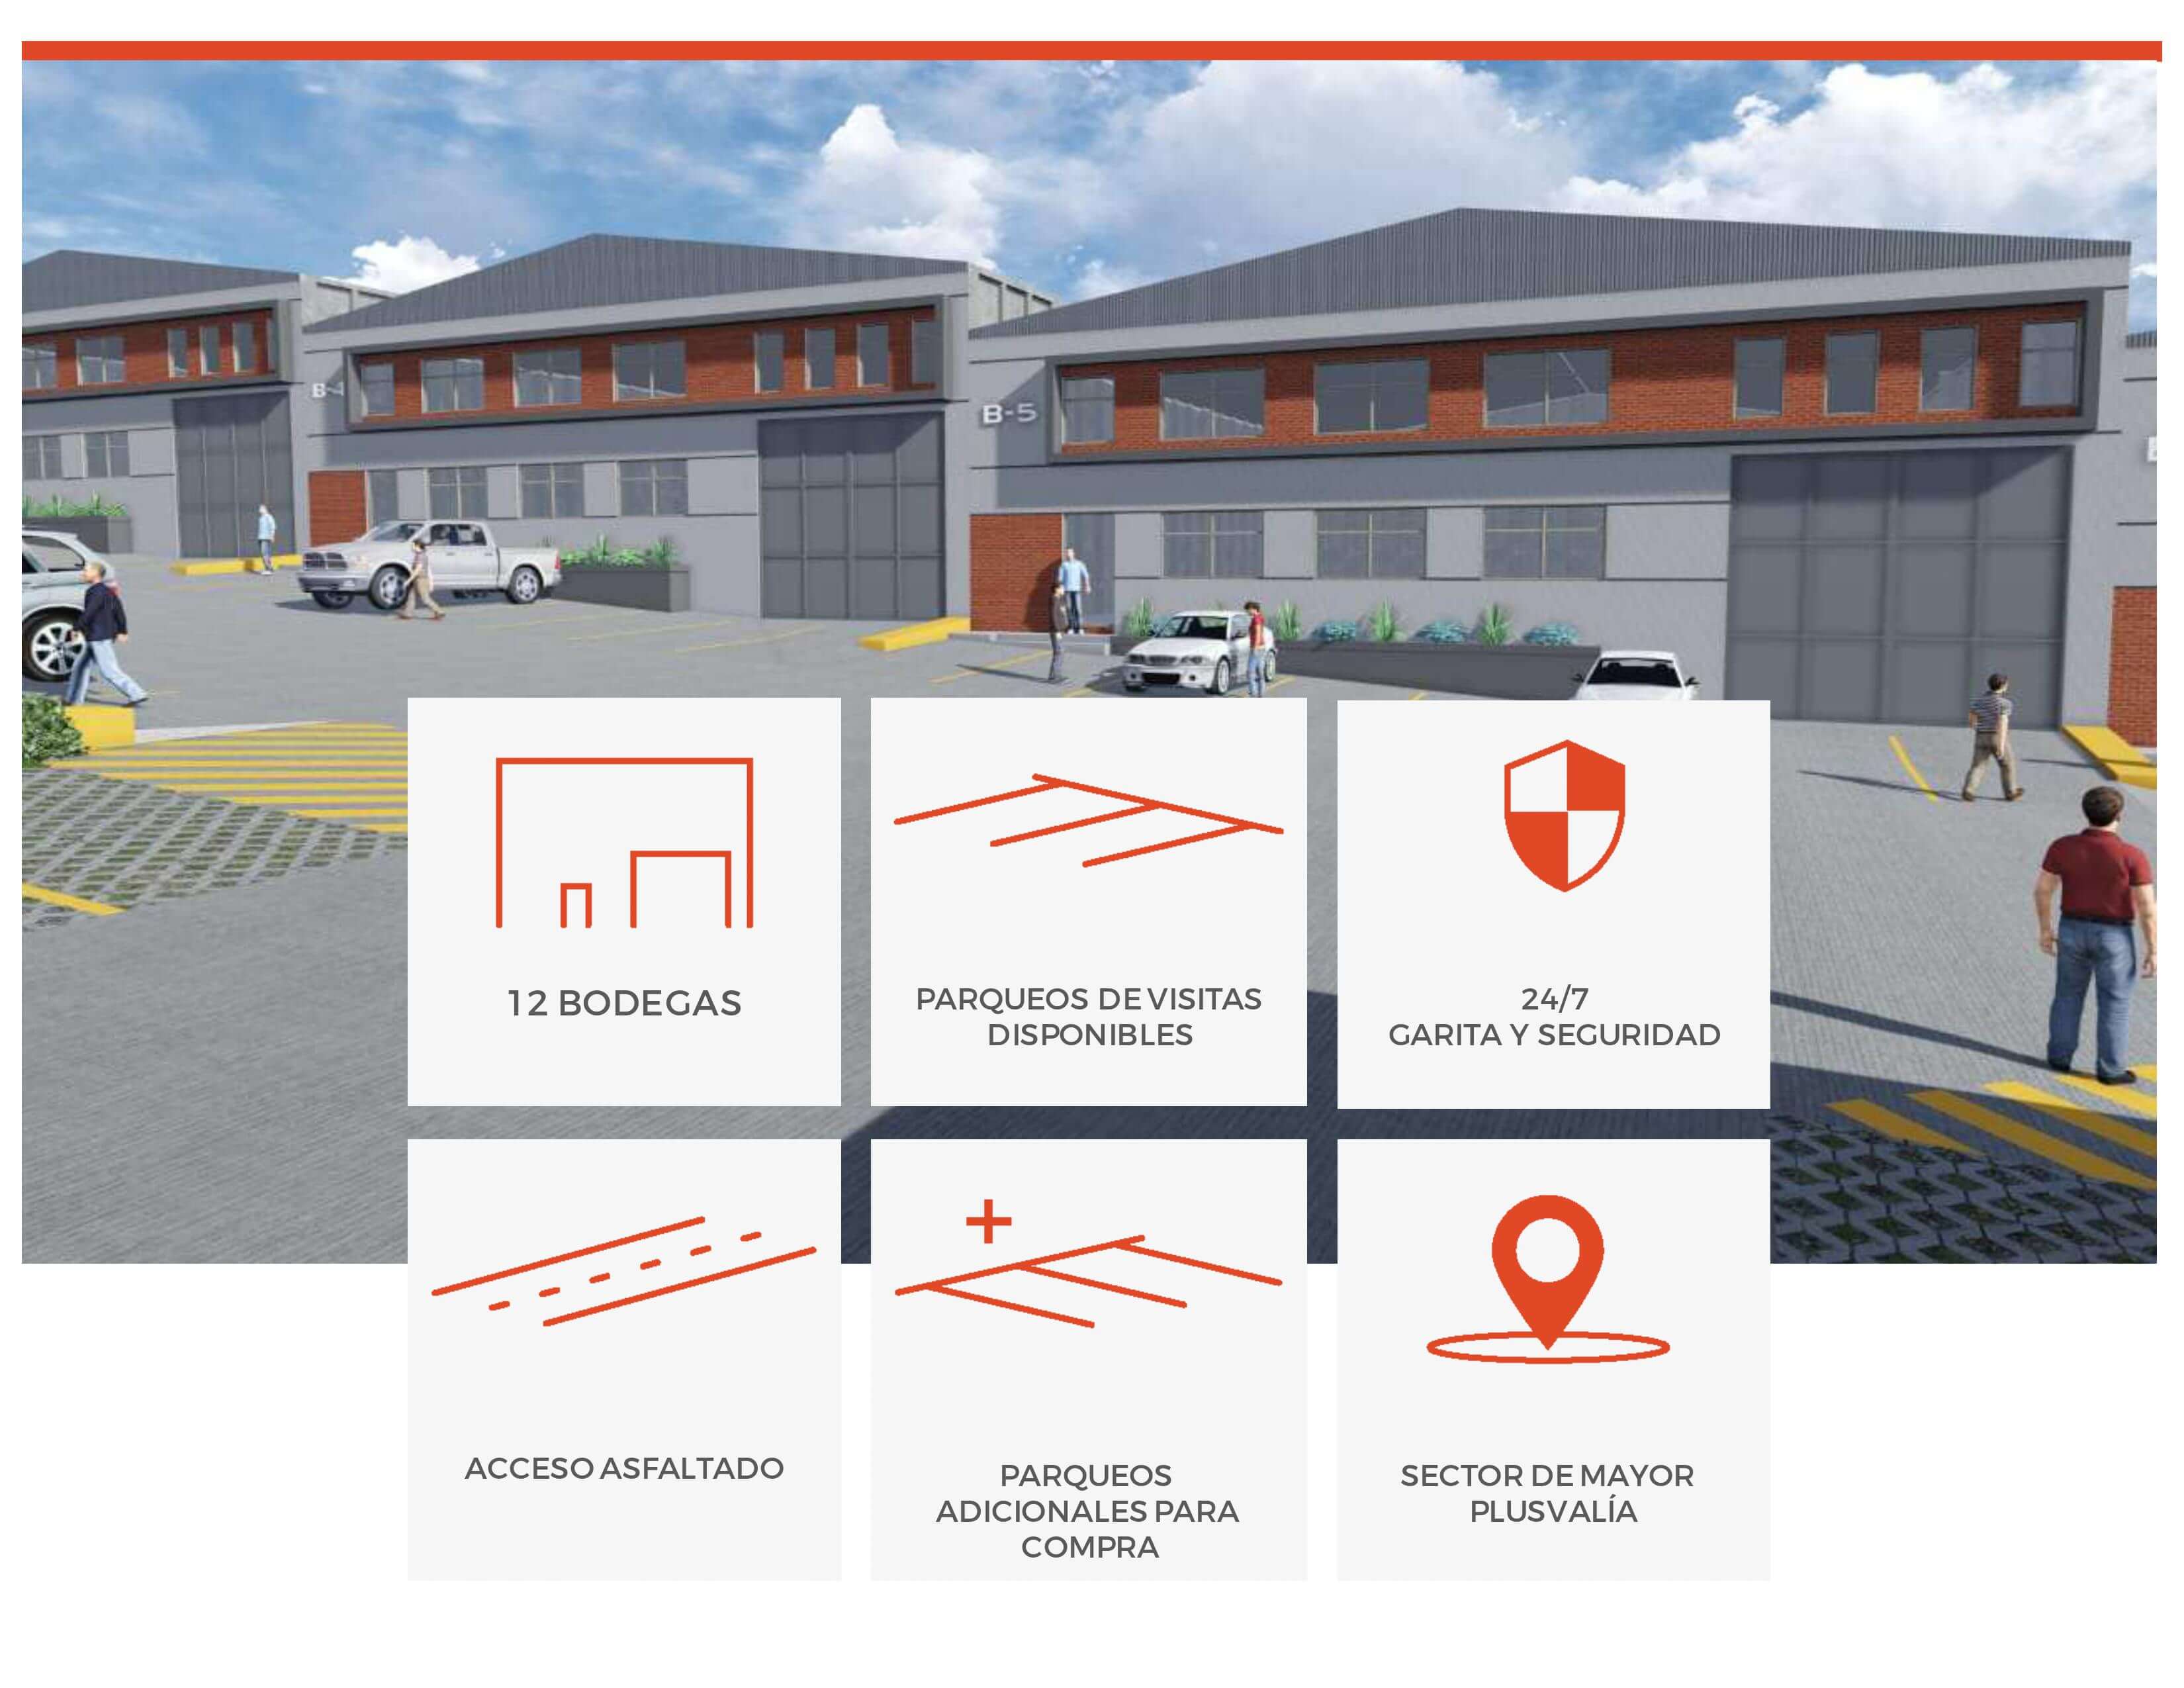 B-4
B-5
12 BODEGAS
PARQUEOS DE VISITAS
DISPONIBLES
24/7
GARITA Y SEGURIDAD
ACCESO ASFALTADO
PARQUEOS
ADICIONALES PARA
COMPRA
SECTOR DE MAYOR
PLUSVALÍA